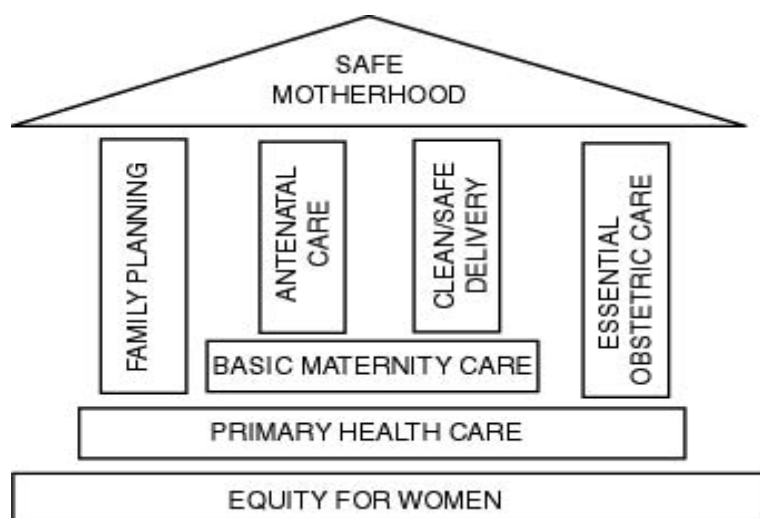 SAFE
MOTHERHOOD
FAMILY PLANNING
ANTENATAL
CARE
CLEAN/SAFE
DELIVERY
ESSENTIAL
OBSTETRIC CARE
BASIC MATERNITY CARE
PRIMARY HEALTH CARE
EQUITY FOR WOMEN